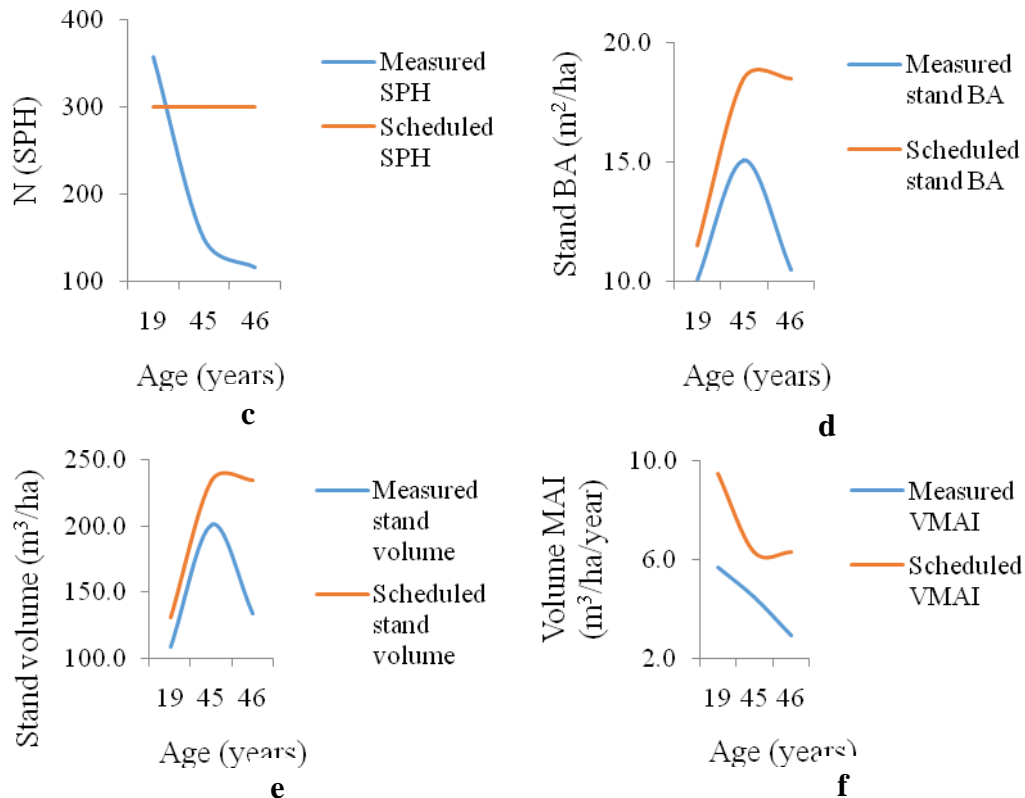 400
300
200
100
N (SPH)
19 45 46
Age (years)
Measured
SPH
Scheduled
SPH
c
20.0
15.0
10.0
Stand BA (m²/ha)
19 45 46
Age (years)
Measured
stand BA
Scheduled
stand BA
d
250.0
200.0
150.0
100.0
Stand volume (m³/ha)
19 45 46
Age (years)
Measured
stand
volume
Scheduled
stand
volume
e
10.0
6.0
2.0
Volume MAI
(m³/ha/year)
19 45 46
Age (years)
Measured
VMAI
Scheduled
VMAI
f